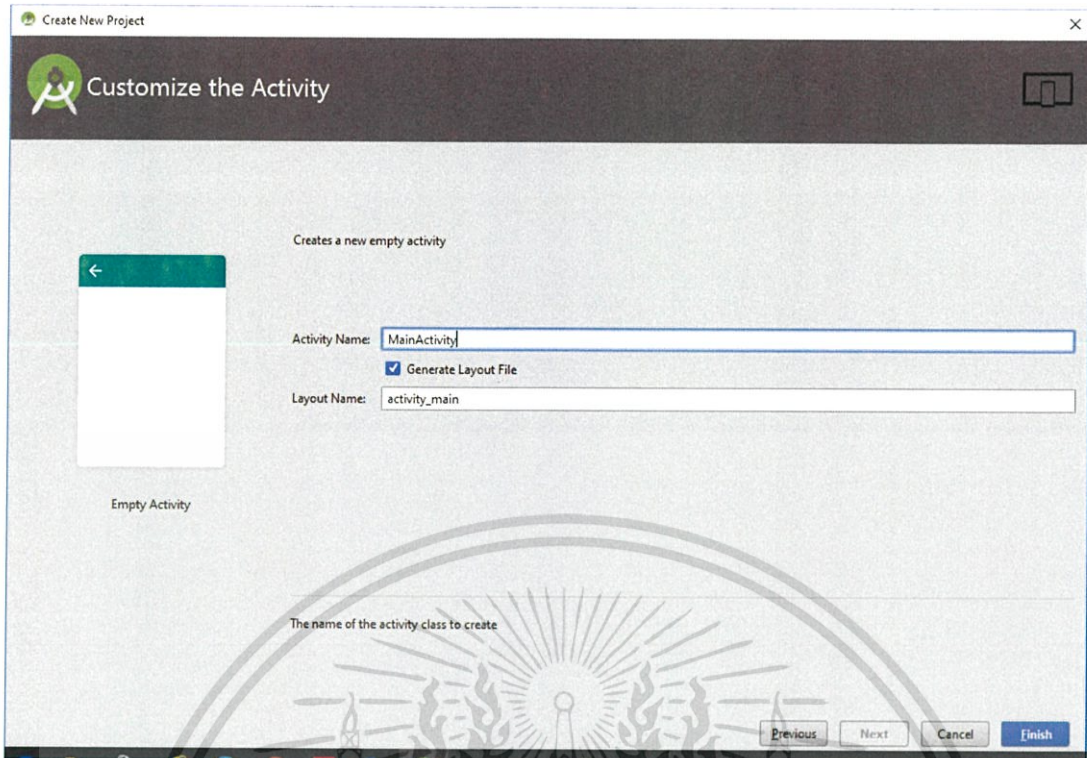 Create New Project
Customize the Activity
Creates a new empty activity
Activity Name: MainActivity
Generate Layout File
Layout Name: activity_main
Empty Activity
The name of the activity class to create
Previous Next Cancel Finish